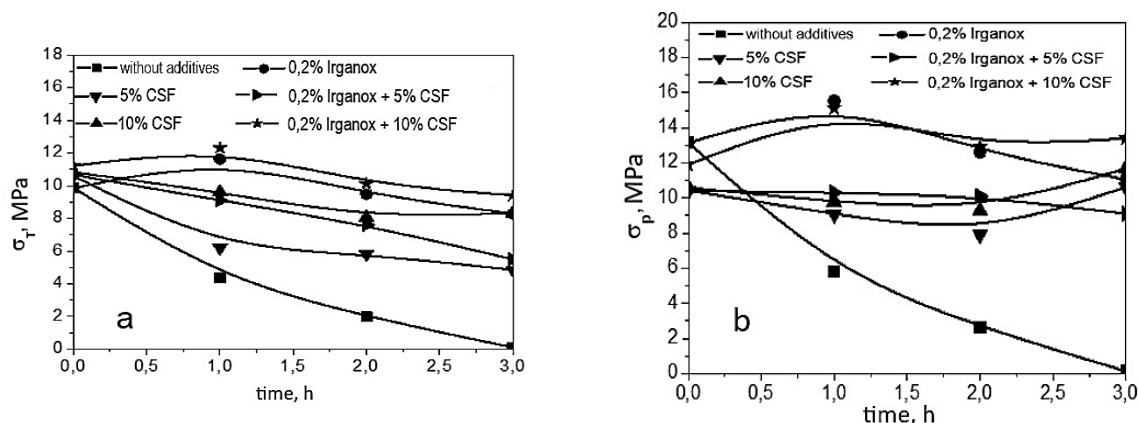 without additives
0,2% Irganox
5% CSF
0,2% Irganox + 5% CSF
10% CSF
0,2% Irganox + 10% CSF
18
16
14
12
10
8
6
4
2
0
σT, MPa
a
0,0 0,5 1,0 1,5 2,0 2,5 3,0
time, h
without additives
0,2% Irganox
5% CSF
0,2% Irganox + 5% CSF
10% CSF
0,2% Irganox + 10% CSF
20
18
16
14
12
10
8
6
4
2
0
σp, MPa
b
0,0 0,5 1,0 1,5 2,0 2,5 3,0
time, h